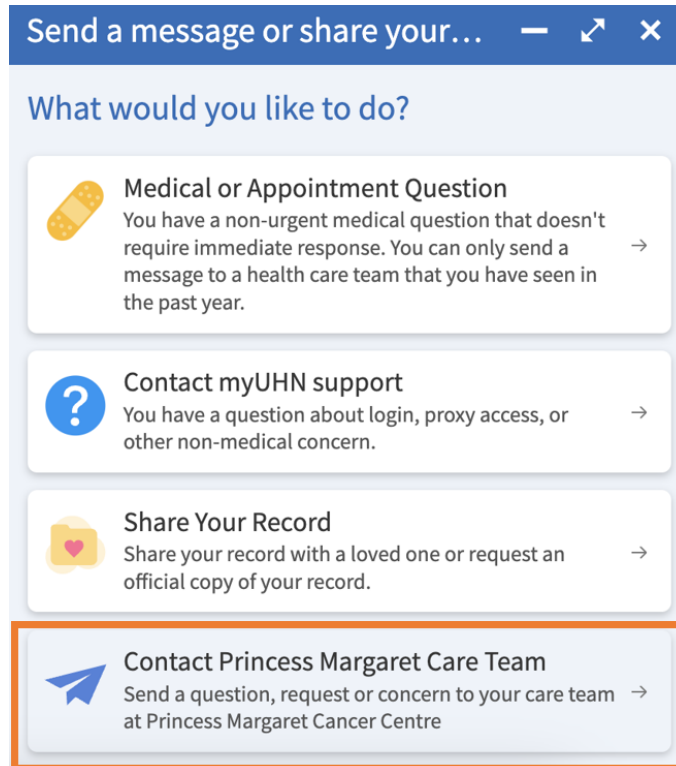 Send a message or share your...
What would you like to do?
Medical or Appointment Question
You have a non-urgent medical question that doesn't
require immediate response. You can only send a
message to a health care team that you have seen in
the past year.
Contact myUHN support
You have a question about login, proxy access, or
other non-medical concern.
Share Your Record
Share your record with a loved one or request an
official copy of your record.
Contact Princess Margaret Care Team
Send a question, request or concern to your care team
at Princess Margaret Cancer Centre